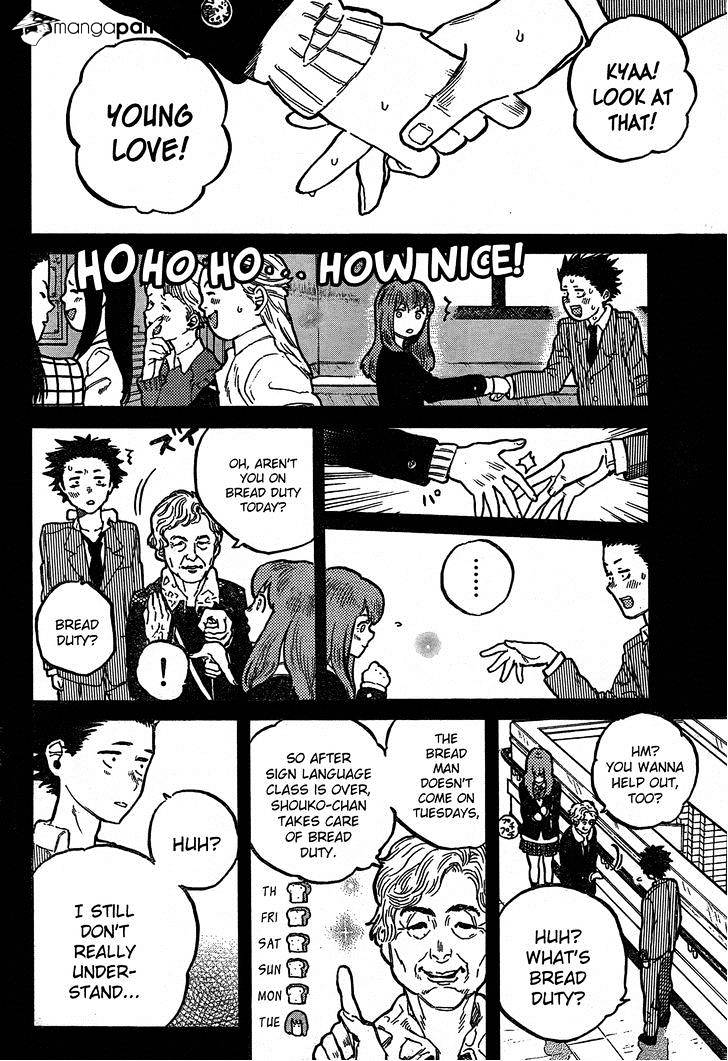 KYAA!
LOOK AT
THAT!
YOUNG
LOVE!
HO HO HO... HOW NICE!
......
OH, AREN'T
YOU ON
BREAD DUTY
TODAY?
!
BREAD
DUTY?
HM?
YOU WANNA
HELP OUT,
TOO?
HUH?
WHAT'S
BREAD
DUTY?
THE
BREAD
MAN
DOESN'T
COME ON
TUESDAYS,
SO AFTER
SIGN LANGUAGE
CLASS IS OVER,
SHOUKO-CHAN
TAKES CARE
OF BREAD
DUTY.
TH
FRI
SAT
SUN
MON
TUE
HUH?
I STILL
DON'T
REALLY
UNDER-
STAND...